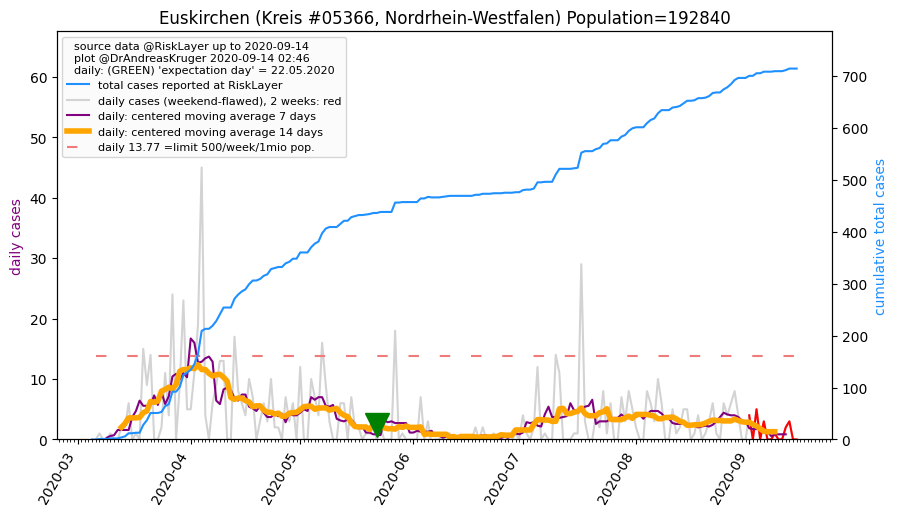 Euskirchen (Kreis #05366, Nordrhein-Westfalen) Population=192840
source data @RiskLayer up to 2020-09-14
plot @DrAndreasKruger 2020-09-14 02:46
daily: (GREEN) 'expectation day' = 22.05.2020
total cases reported at RiskLayer
daily cases (weekend-flawed), 2 weeks: red
daily: centered moving average 7 days
daily: centered moving average 14 days
daily 13.77 =limit 500/week/1mio pop.
daily cases
60
50
40
30
20
10
0
cumulative total cases
700
600
500
400
300
200
100
0
2020-03
2020-04
2020-05
2020-06
2020-07
2020-08
2020-09